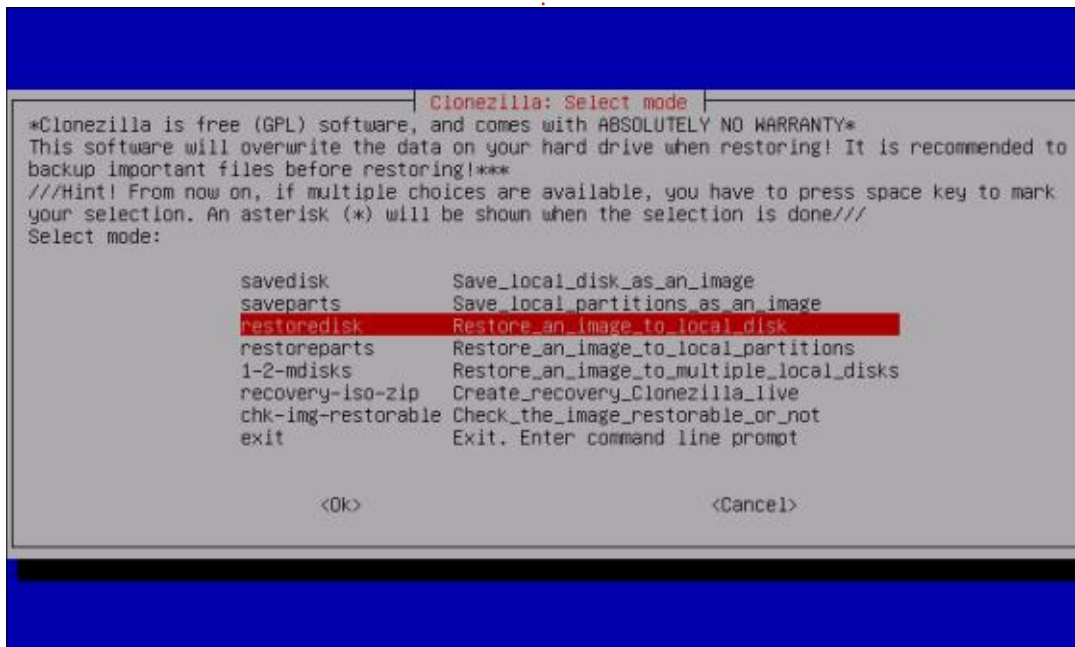 Clonezilla: Select mode
*Clonezilla is free (GPL) software, and comes with ABSOLUTELY NO WARRANTY*
This software will overwrite the data on your hard drive when restoring! It is recommended to
backup important files before restoring!***
///Hint! From now on, if multiple choices are available, you have to press space key to mark
your selection. An asterisk (*) will be shown when the selection is done///
Select mode:
savedisk Save_local_disk_as_an_image
saveparts Save_local_partitions_as_an_image
restoredisk Restore_an_image_to_local_disk
restoreparts Restore_an_image_to_local_partitions
1-2-mdisks Restore_an_image_to_multiple_local_disks
recovery-iso-zip Create_recovery_Clonezilla_live
chk-img-restorable Check_the_image_restorable_or_not
exit Exit. Enter command line prompt
<Ok> <Cancel>